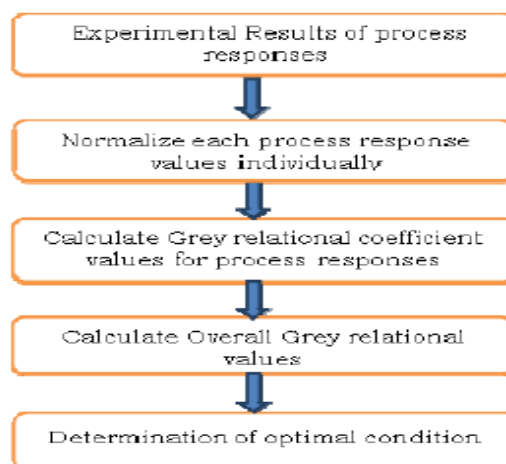 Experimental Results of process
responses
Normalize each process response
values individually
Calculate Grey relational coefficient
values for process responses
Calculate Overall Grey relational
values
Determination of optimal condition